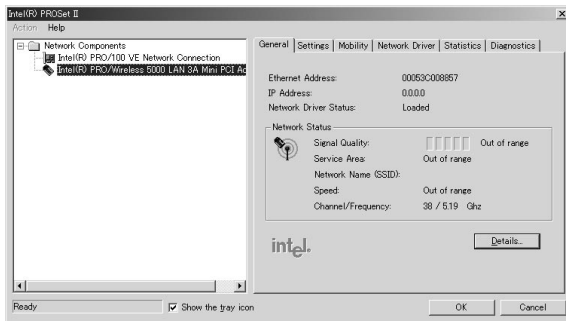 Intel(R) PROSet II
Action Help
Network Components
Intel(R) PRO/100 VE Network Connection
Intel(R) PRO/Wireless 5000 LAN 3A Mini PCI Ac
General Settings Mobility Network Driver Statistics Diagnostics
Ethernet Address: 00053C008857
IP Address: 0.0.0.0
Network Driver Status: Loaded
Network Status
Signal Quality: Out of range
Service Area: Out of range
Network Name (SSID):
Speed: Out of range
Channel/Frequency: 38 / 5.19 Ghz
intel.
Details...
Ready
Show the tray icon
OK Cancel